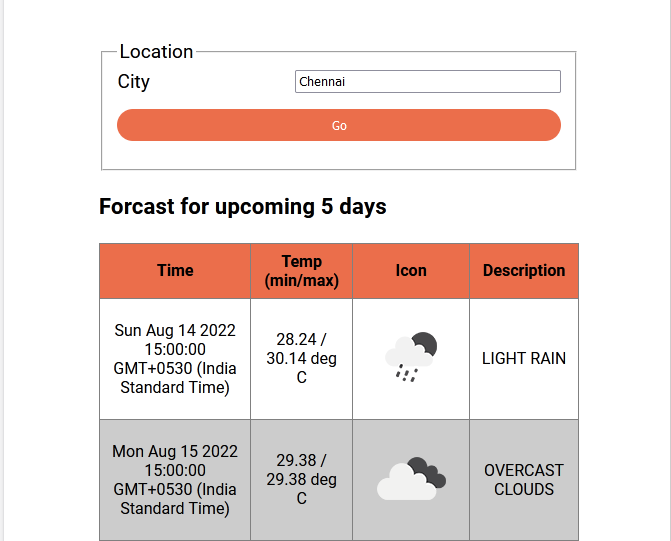 Location
City
Chennai
Go
Forcast for upcoming 5 days
Time
Temp
(min/max)
Icon
Description
Sun Aug 14 2022
15:00:00
GMT+0530 (India
Standard Time)
28.24 /
30.14 deg
C
LIGHT RAIN
Mon Aug 15 2022
15:00:00
GMT+0530 (India
Standard Time)
29.38 /
29.38 deg
C
OVERCAST
CLOUDS